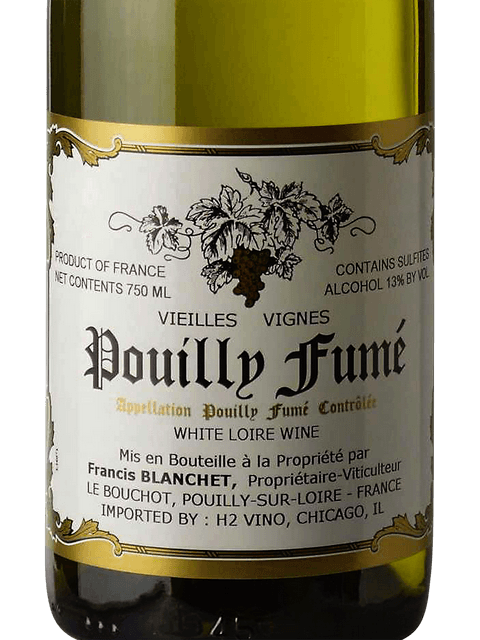 PRODUCT OF FRANCE
NET CONTENTS 750 ML
CONTAINS SULFITES
ALCOHOL 13% BY VOL
VIEILLES VIGNES
Pouilly Fumé
Appellation Pouilly Fumé Contrôlée
WHITE LOIRE WINE
Mis en Bouteille à la Propriété par
Francis BLANCHET, Propriétaire-Viticulteur
LE BOUCHOT, POUILLY-SUR-LOIRE - FRANCE
IMPORTED BY : H2 VINO, CHICAGO, IL